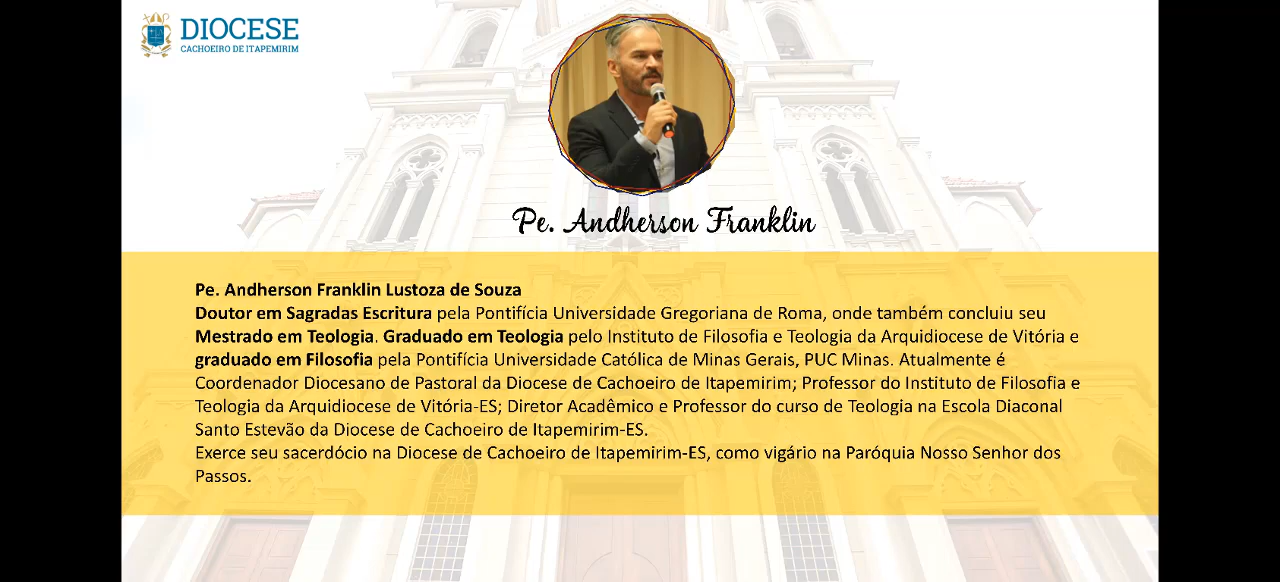 DIOCESE
CACHOEIRO DE ITAPEMIRIM
Pe. Andherson Franklin
Pe. Andherson Franklin Lustoza de Souza
Doutor em Sagradas Escritura pela Pontifícia Universidade Gregoriana de Roma, onde também concluiu seu
Mestrado em Teologia. Graduado em Teologia pelo Instituto de Filosofia e Teologia da Arquidiocese de Vitória e
graduado em Filosofia pela Pontifícia Universidade Católica de Minas Gerais, PUC Minas. Atualmente é
Coordenador Diocesano de Pastoral da Diocese de Cachoeiro de Itapemirim; Professor do Instituto de Filosofia e
Teologia da Arquidiocese de Vitória-ES; Diretor Acadêmico e Professor do curso de Teologia na Escola Diaconal
Santo Estevão da Diocese de Cachoeiro de Itapemirim-ES.
Exerce seu sacerdócio na Diocese de Cachoeiro de Itapemirim-ES, como vigário na Paróquia Nosso Senhor dos
Passos.